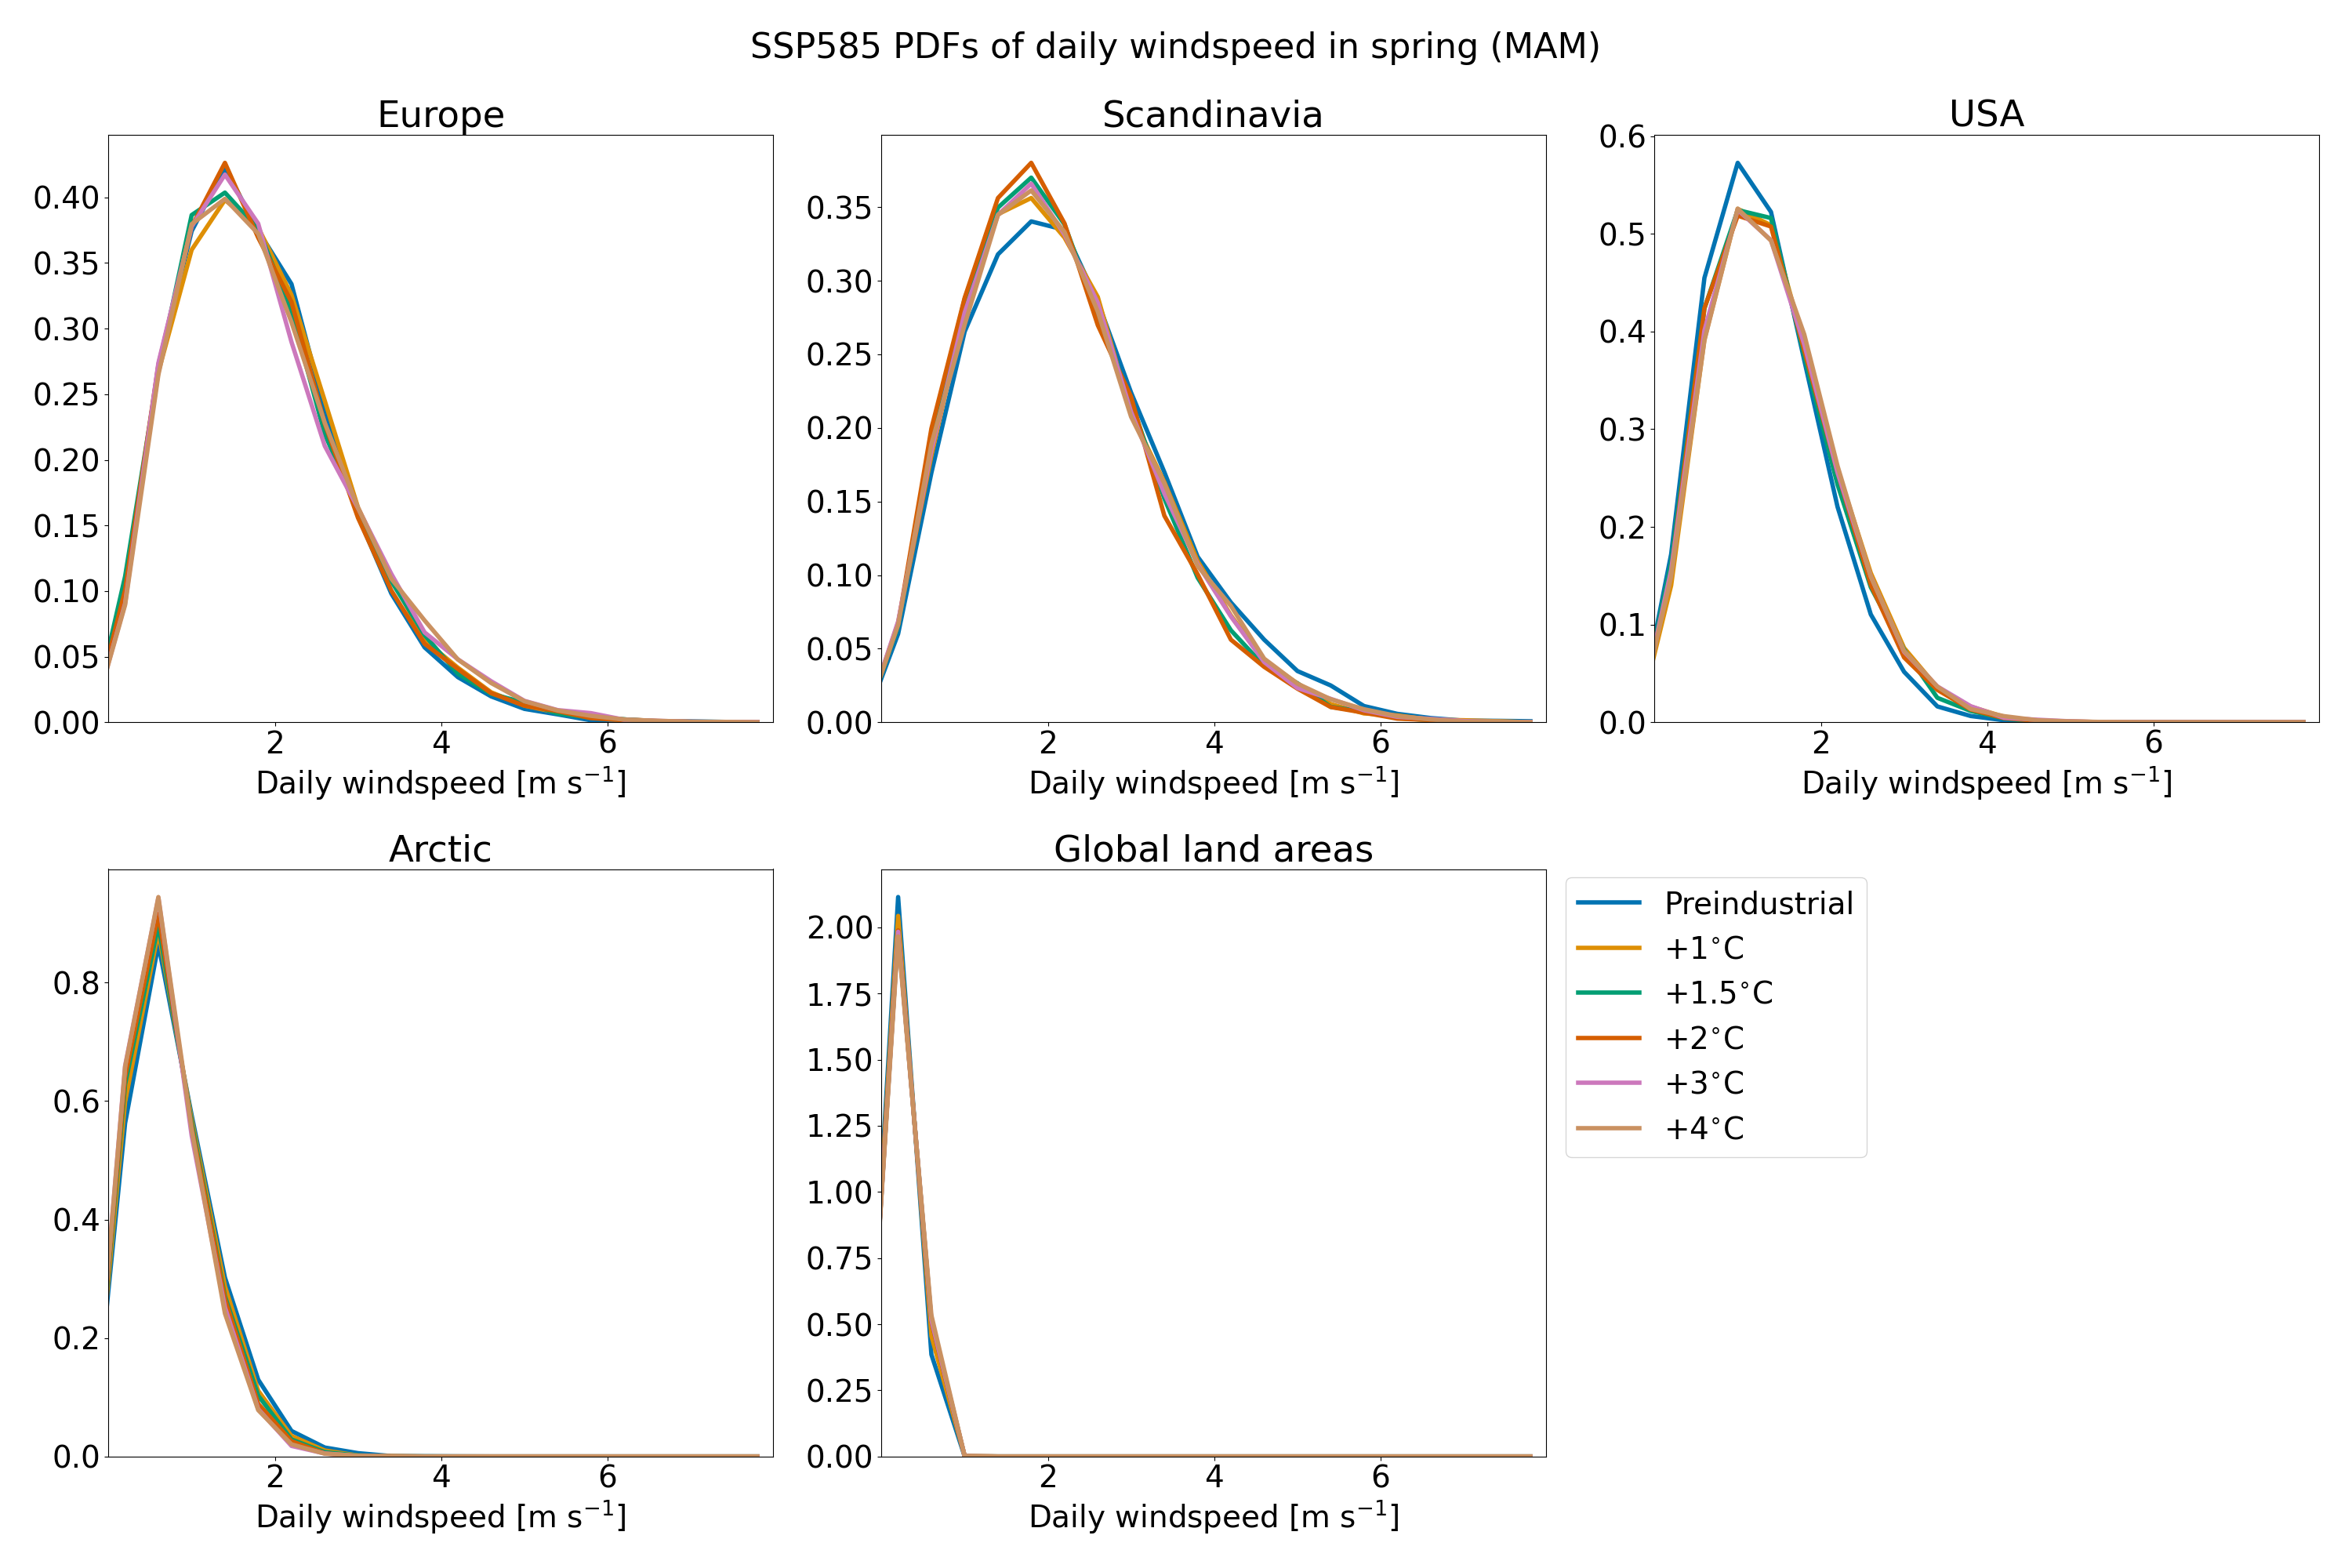 SSP585 PDFs of daily windspeed in spring (MAM)
Europe
0.40
0.35
0.30
0.25
0.20
0.15
0.10
0.05
0.00
2 4 6
Daily windspeed [m s⁻¹]
Scandinavia
0.35
0.30
0.25
0.20
0.15
0.10
0.05
0.00
2 4 6
Daily windspeed [m s⁻¹]
USA
0.6
0.5
0.4
0.3
0.2
0.1
0.0
2 4 6
Daily windspeed [m s⁻¹]
Arctic
0.8
0.6
0.4
0.2
0.0
2 4 6
Daily windspeed [m s⁻¹]
Global land areas
2.00
1.75
1.50
1.25
1.00
0.75
0.50
0.25
0.00
2 4 6
Daily windspeed [m s⁻¹]
Preindustrial
+1°C
+1.5°C
+2°C
+3°C
+4°C